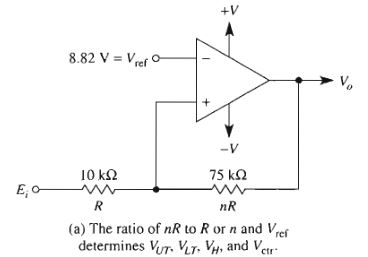 +V
8.82 V = Vref
−
Vo
+
−V
10 kΩ
75 kΩ
Ei
R
nR
(a) The ratio of nR to R or n and Vref
determines VUT, VLT, VH, and Vctr.